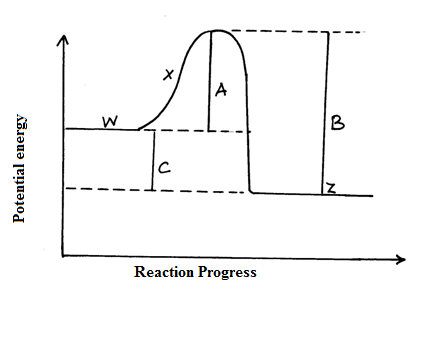 X
A
W
B
C
Z
Potential energy
Reaction Progress